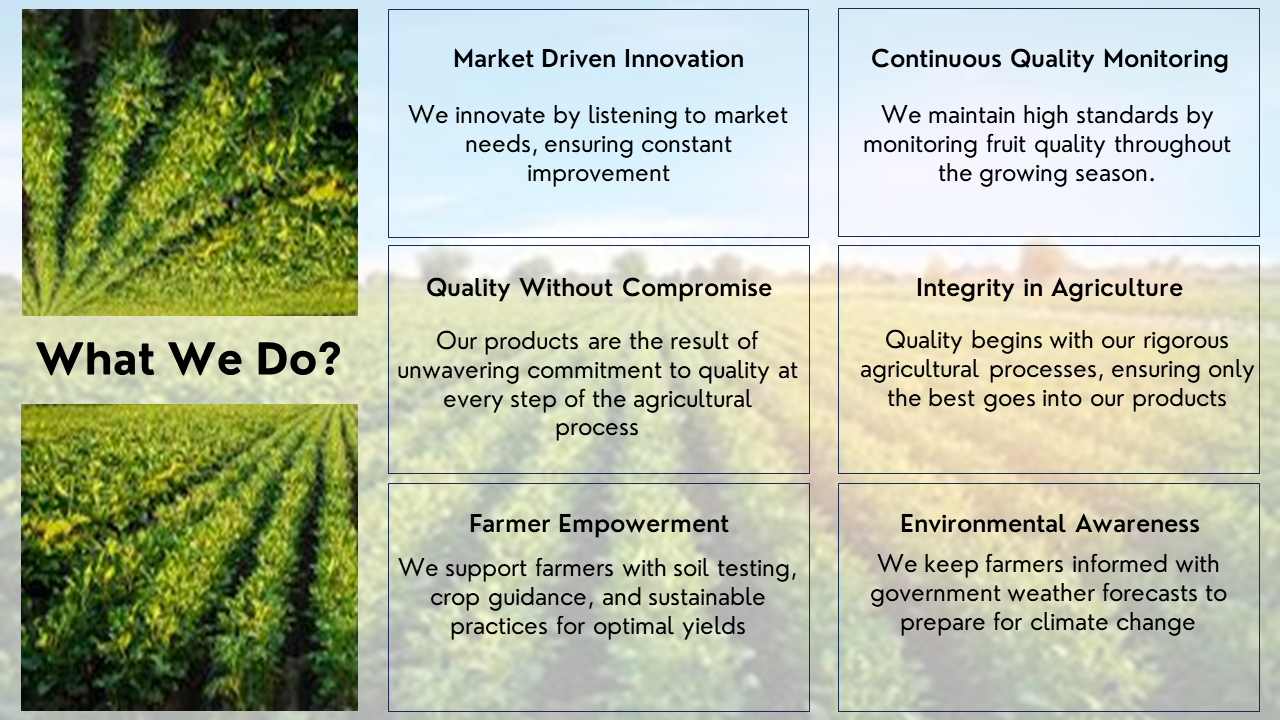 What We Do?
Market Driven Innovation
We innovate by listening to market
needs, ensuring constant
improvement
Continuous Quality Monitoring
We maintain high standards by
monitoring fruit quality throughout
the growing season.
Quality Without Compromise
Our products are the result of
unwavering commitment to quality at
every step of the agricultural
process
Integrity in Agriculture
Quality begins with our rigorous
agricultural processes, ensuring only
the best goes into our products
Farmer Empowerment
We support farmers with soil testing,
crop guidance, and sustainable
practices for optimal yields
Environmental Awareness
We keep farmers informed with
government weather forecasts to
prepare for climate change